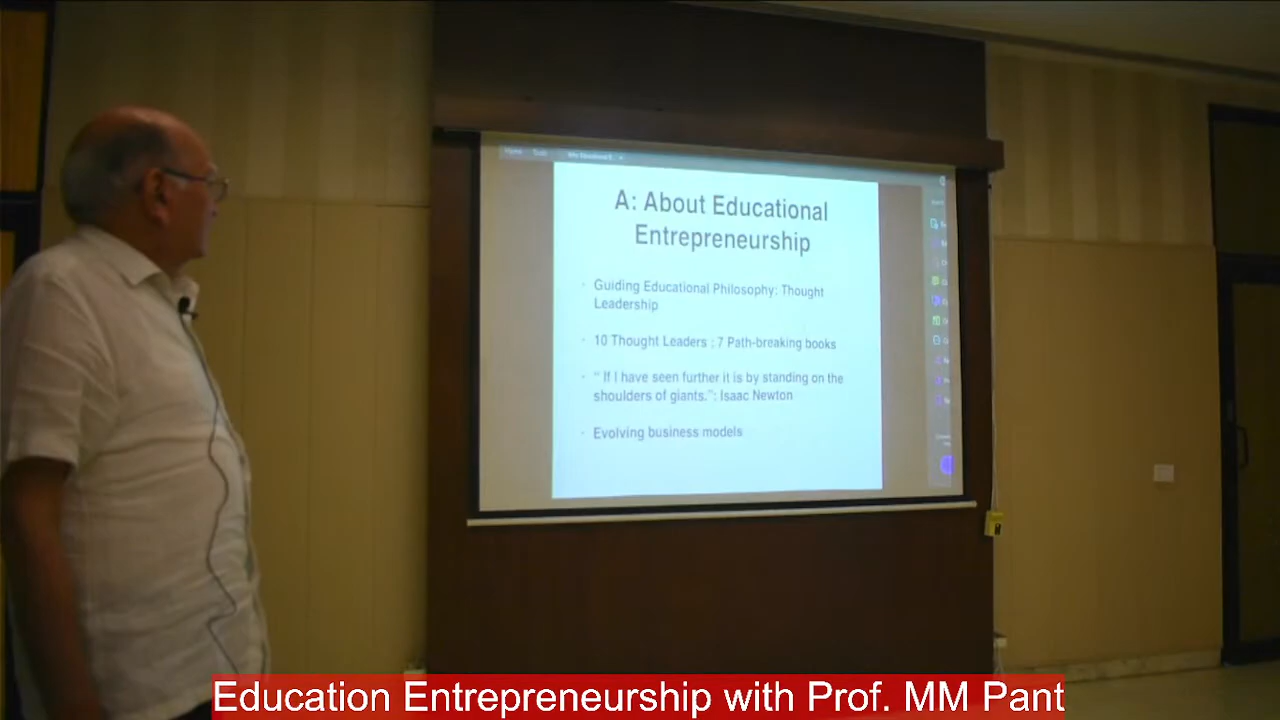 Home Tools
A: About Educational
Entrepreneurship
· Guiding Educational Philosophy: Thought
Leadership
· 10 Thought Leaders : 7 Path-breaking books
· “ If I have seen further it is by standing on the
shoulders of giants.”: Isaac Newton
· Evolving business models
Education Entrepreneurship with Prof. MM Pant